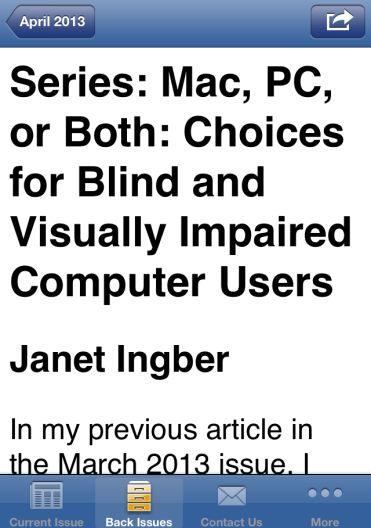 April 2013
Series: Mac, PC,
or Both: Choices
for Blind and
Visually Impaired
Computer Users
Janet Ingber
In my previous article in
the March 2013 issue, I
Current Issue
Back Issues
Contact Us
More